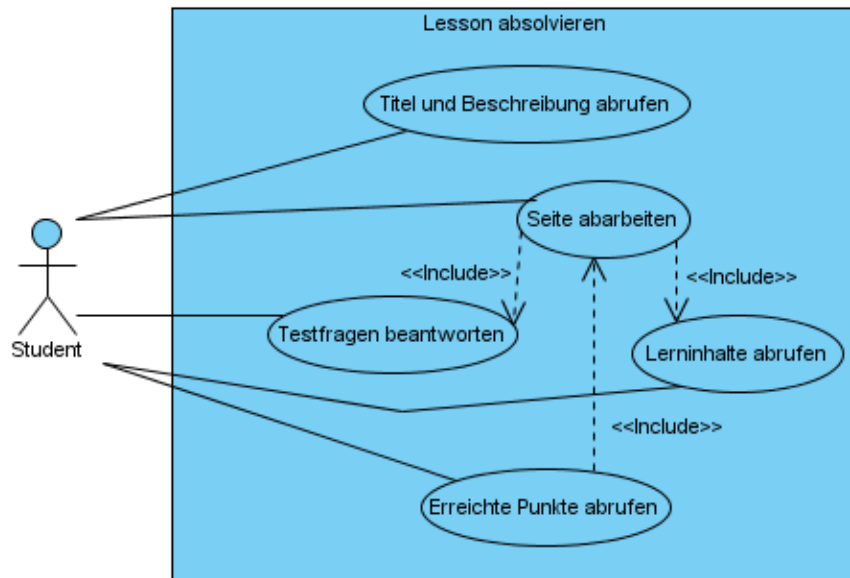 Lesson absolvieren
Titel und Beschreibung abrufen
Seite abarbeiten
<<Include>>
<<Include>>
Testfragen beantworten
Student
Lerninhalte abrufen
<<Include>>
Erreichte Punkte abrufen